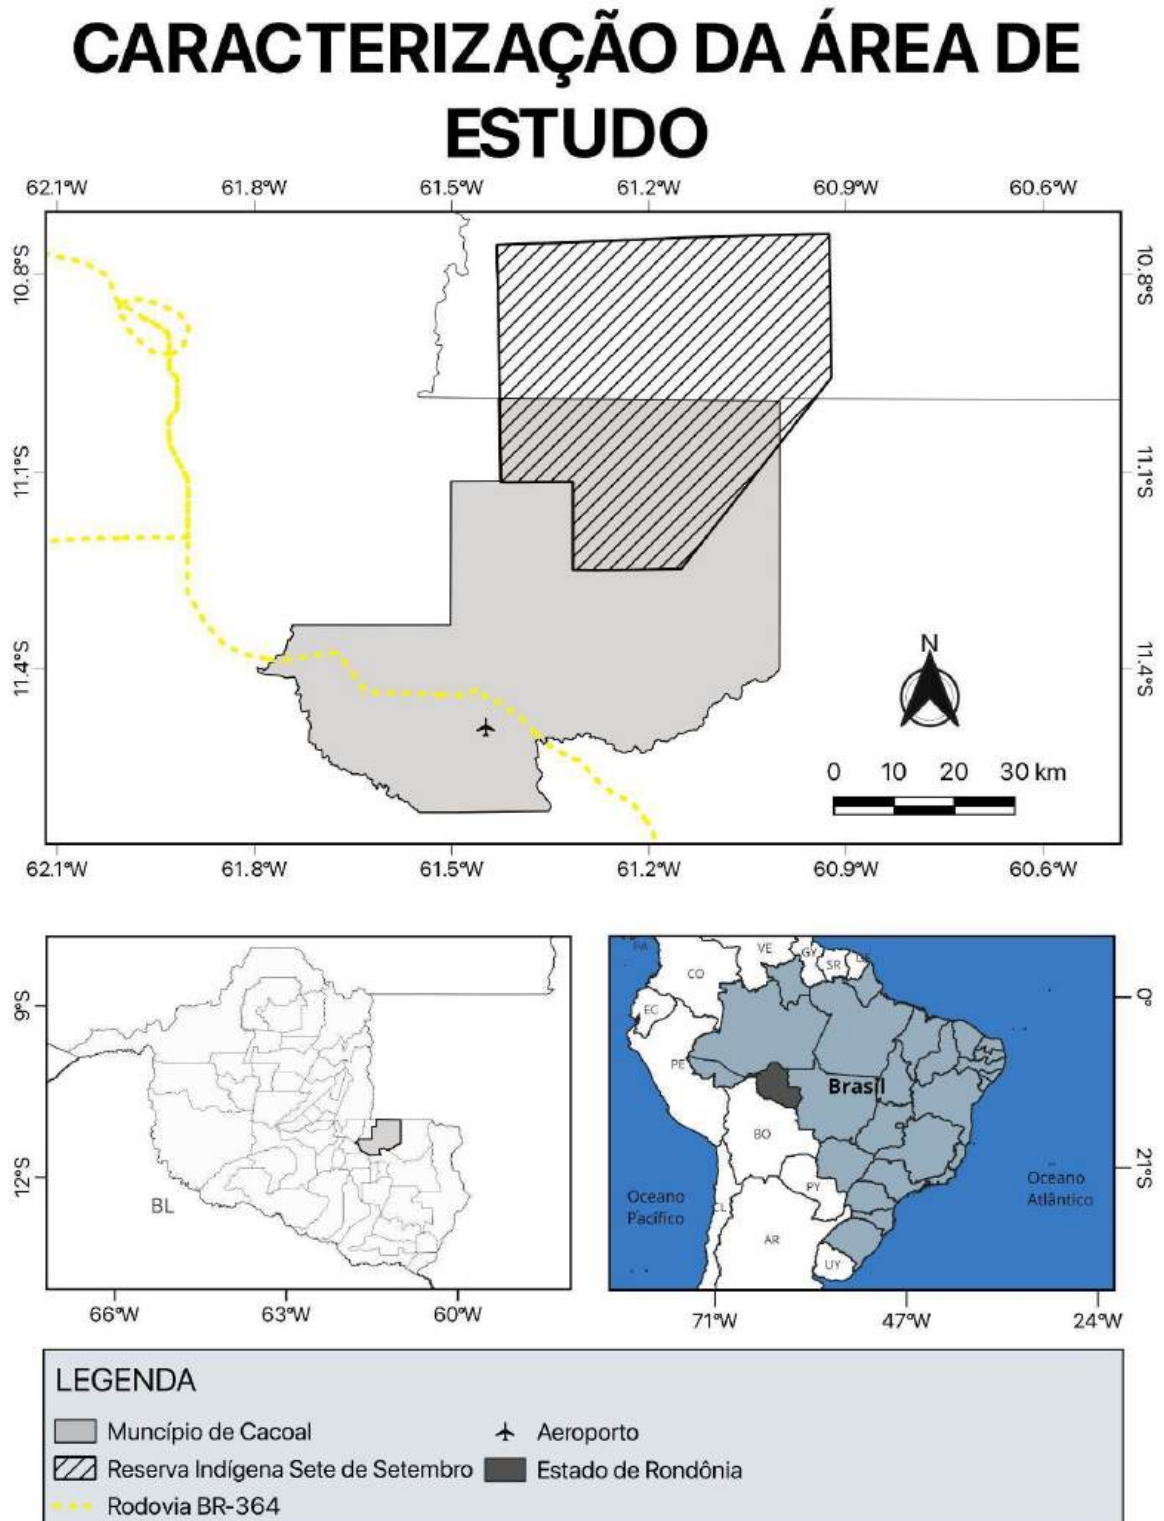 CARACTERIZAÇÃO DA ÁREA DE
ESTUDO
62.1°W 61.8°W 61.5°W 61.2°W 60.9°W 60.6°W
10.8°S 10.8°S
11.1°S 11.1°S
11.4°S 11.4°S
N
0 10 20 30 km
62.1°W 61.8°W 61.5°W 61.2°W 60.9°W 60.6°W
9°S
12°S
BL
66°W 63°W 60°W
PA
VE
GY
SR
CO
EC
PE
Brasil
BO
PY
CL
AR
UY
Oceano
Pacífico
Oceano
Atlântico
0°
21°S
71°W 47°W 24°W
LEGENDA
Muncípio de Cacoal
Aeroporto
Reserva Indígena Sete de Setembro
Estado de Rondônia
Rodovia BR-364